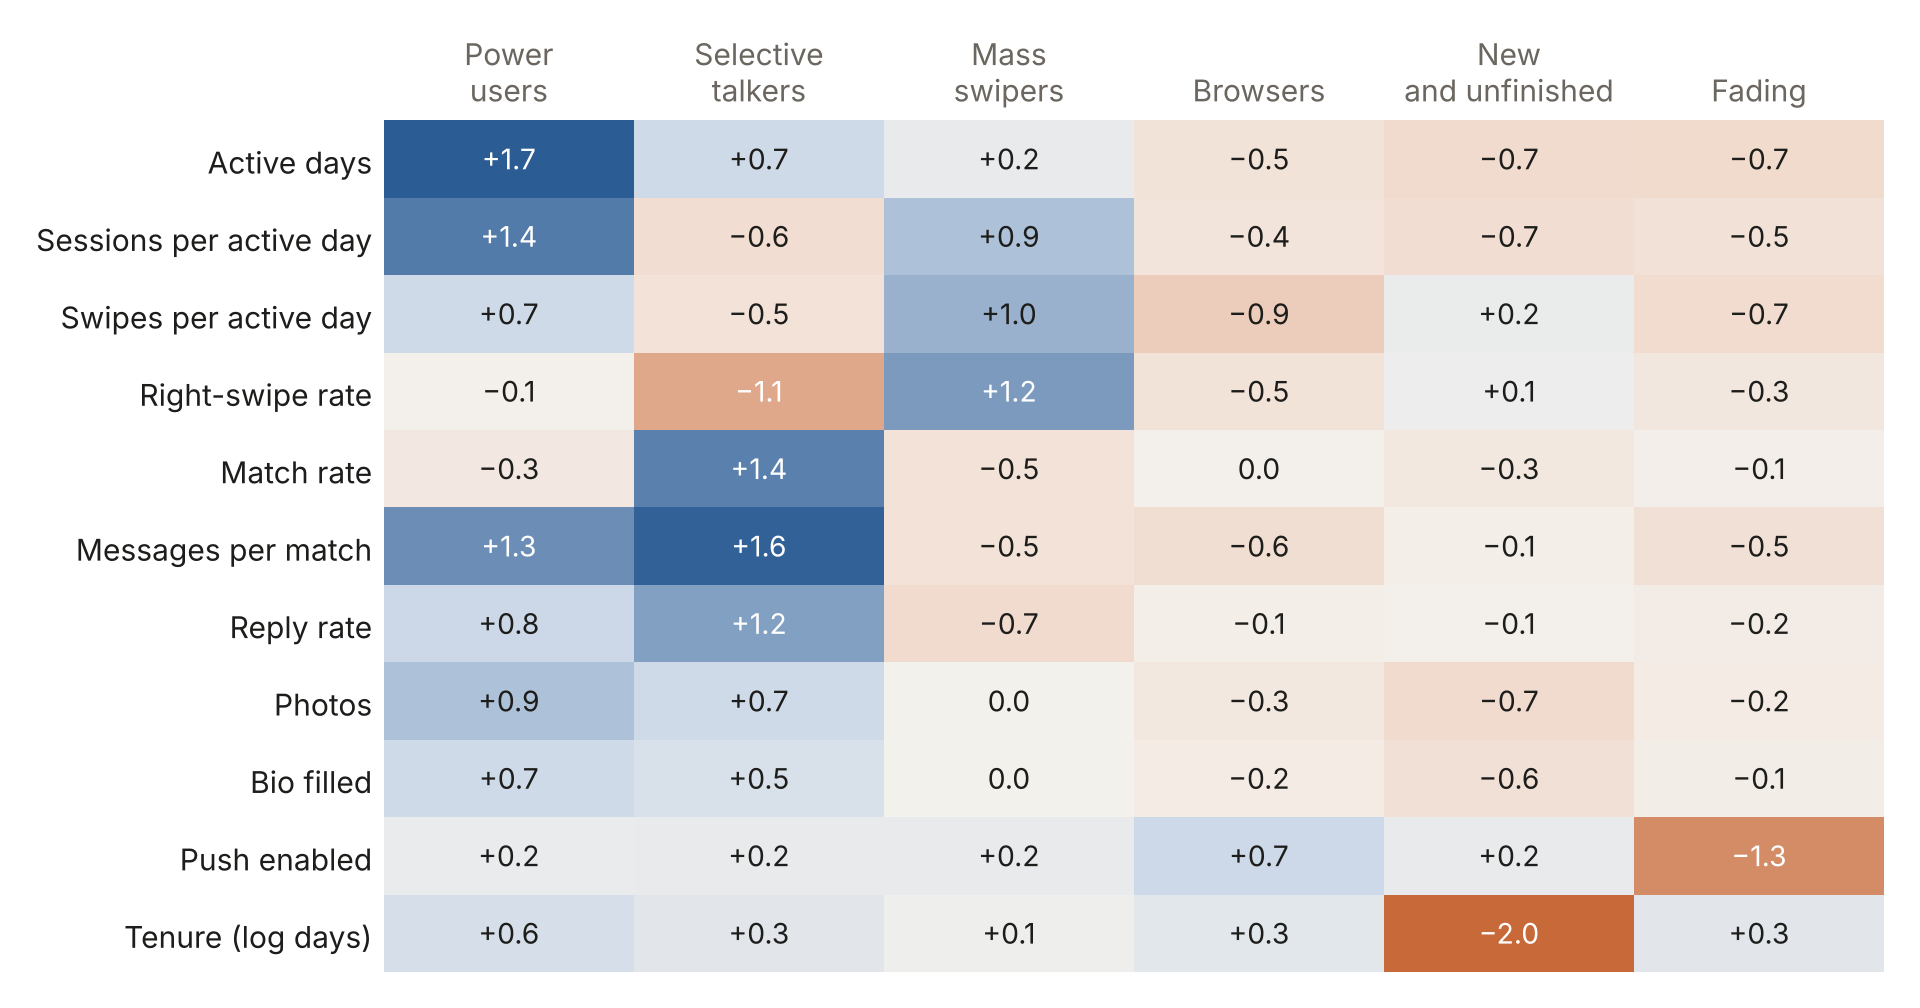 Power users
Selective talkers
Mass swipers
Browsers
New and unfinished
Fading
Active days +1.7 +0.7 +0.2 −0.5 −0.7 −0.7
Sessions per active day +1.4 −0.6 +0.9 −0.4 −0.7 −0.5
Swipes per active day +0.7 −0.5 +1.0 −0.9 +0.2 −0.7
Right-swipe rate −0.1 −1.1 +1.2 −0.5 +0.1 −0.3
Match rate −0.3 +1.4 −0.5 0.0 −0.3 −0.1
Messages per match +1.3 +1.6 −0.5 −0.6 −0.1 −0.5
Reply rate +0.8 +1.2 −0.7 −0.1 −0.1 −0.2
Photos +0.9 +0.7 0.0 −0.3 −0.7 −0.2
Bio filled +0.7 +0.5 0.0 −0.2 −0.6 −0.1
Push enabled +0.2 +0.2 +0.2 +0.7 +0.2 −1.3
Tenure (log days) +0.6 +0.3 +0.1 +0.3 −2.0 +0.3